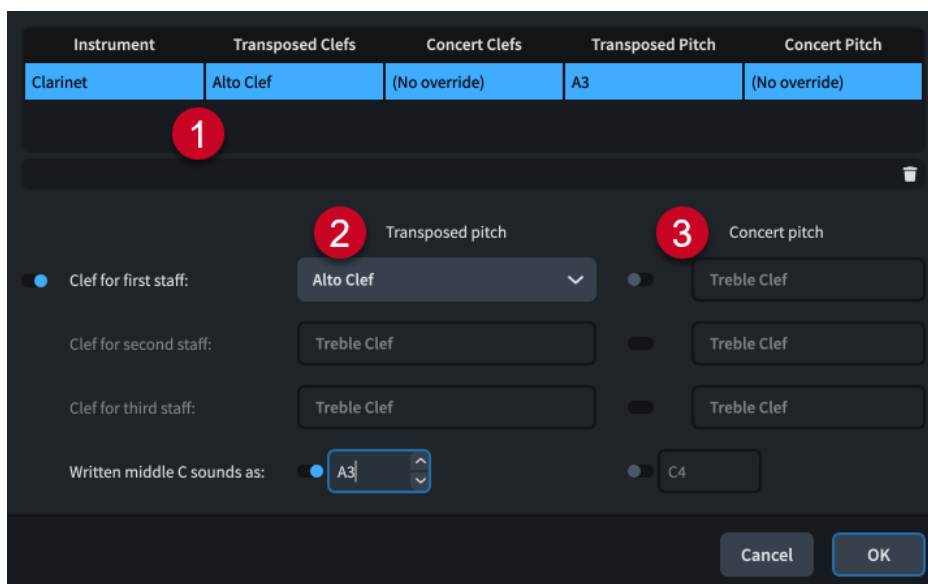 Instrument Transposed Clefs Concert Clefs Transposed Pitch Concert Pitch
Clarinet Alto Clef (No override) A3 (No override)
1
2 Transposed pitch 3 Concert pitch
Clef for first staff: Alto Clef Treble Clef
Clef for second staff: Treble Clef Treble Clef
Clef for third staff: Treble Clef Treble Clef
Written middle C sounds as: A3 C4
Cancel OK